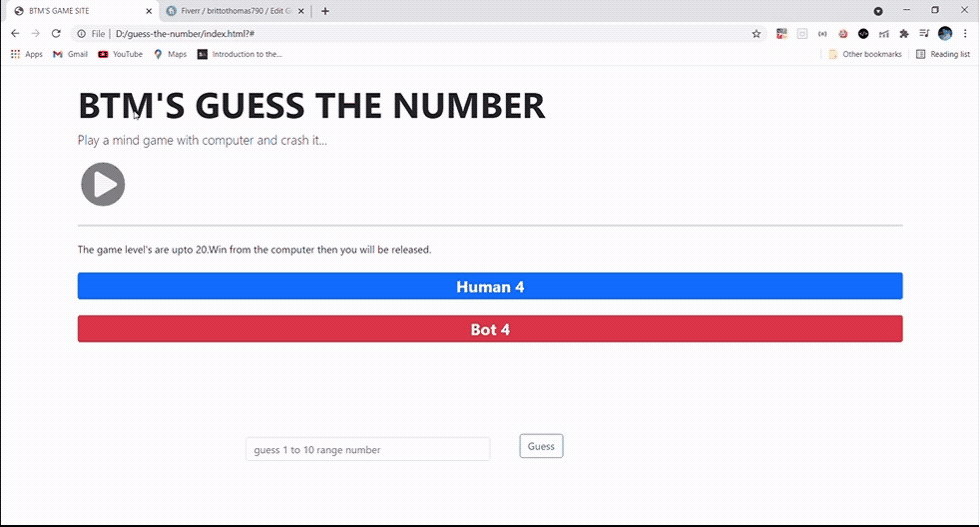 BTM'S GAME SITE
Fiverr / brittothomas790 / Edit G
File | D:/guess-the-number/index.html?#
Apps Gmail YouTube Maps Introduction to the... Other bookmarks Reading list
BTM'S GUESS THE NUMBER
Play a mind game with computer and crash it...
The game level's are upto 20.Win from the computer then you will be released.
Human 4
Bot 4
guess 1 to 10 range number
Guess